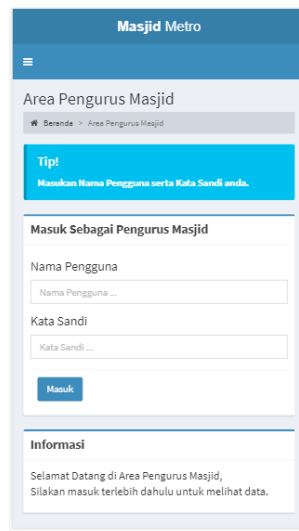 Masjid Metro
Area Pengurus Masjid
Beranda > Area Pengurus Masjid
Tip!
Masukan Nama Pengguna serta Kata Sandi anda.
Masuk Sebagai Pengurus Masjid
Nama Pengguna
Nama Pengguna ...
Kata Sandi
Kata Sandi ...
Masuk
Informasi
Selamat Datang di Area Pengurus Masjid,
Silakan masuk terlebih dahulu untuk melihat data.